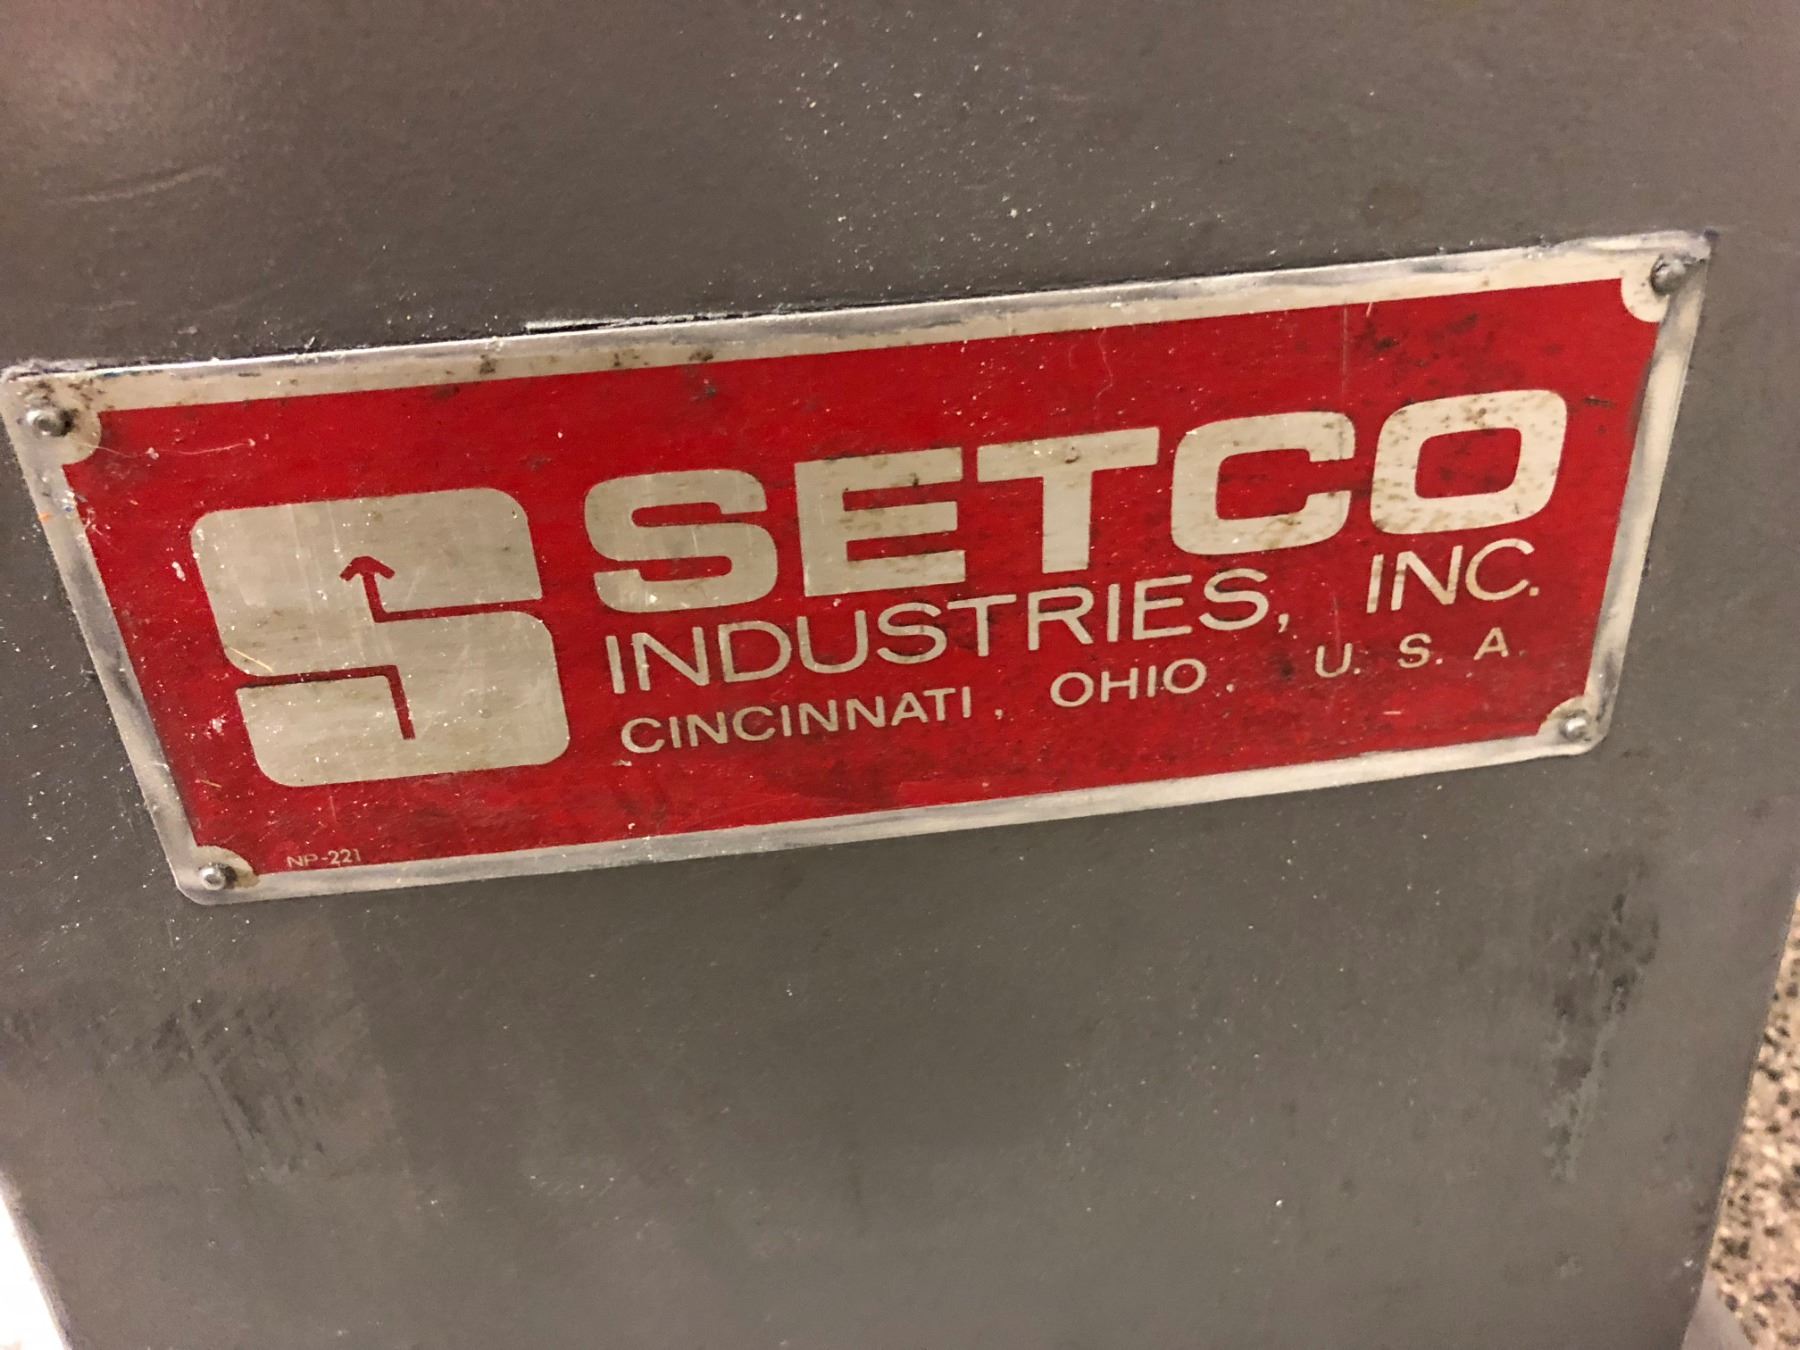 SETCO
INDUSTRIES, INC.
CINCINNATI, OHIO, U. S. A.
NP-221